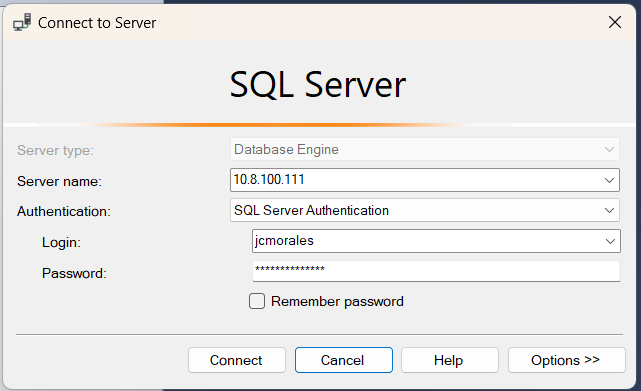 Connect to Server
SQL Server
Server type: Database Engine
Server name: 10.8.100.111
Authentication: SQL Server Authentication
Login: jcmorales
Password: **************
Remember password
Connect Cancel Help Options >>